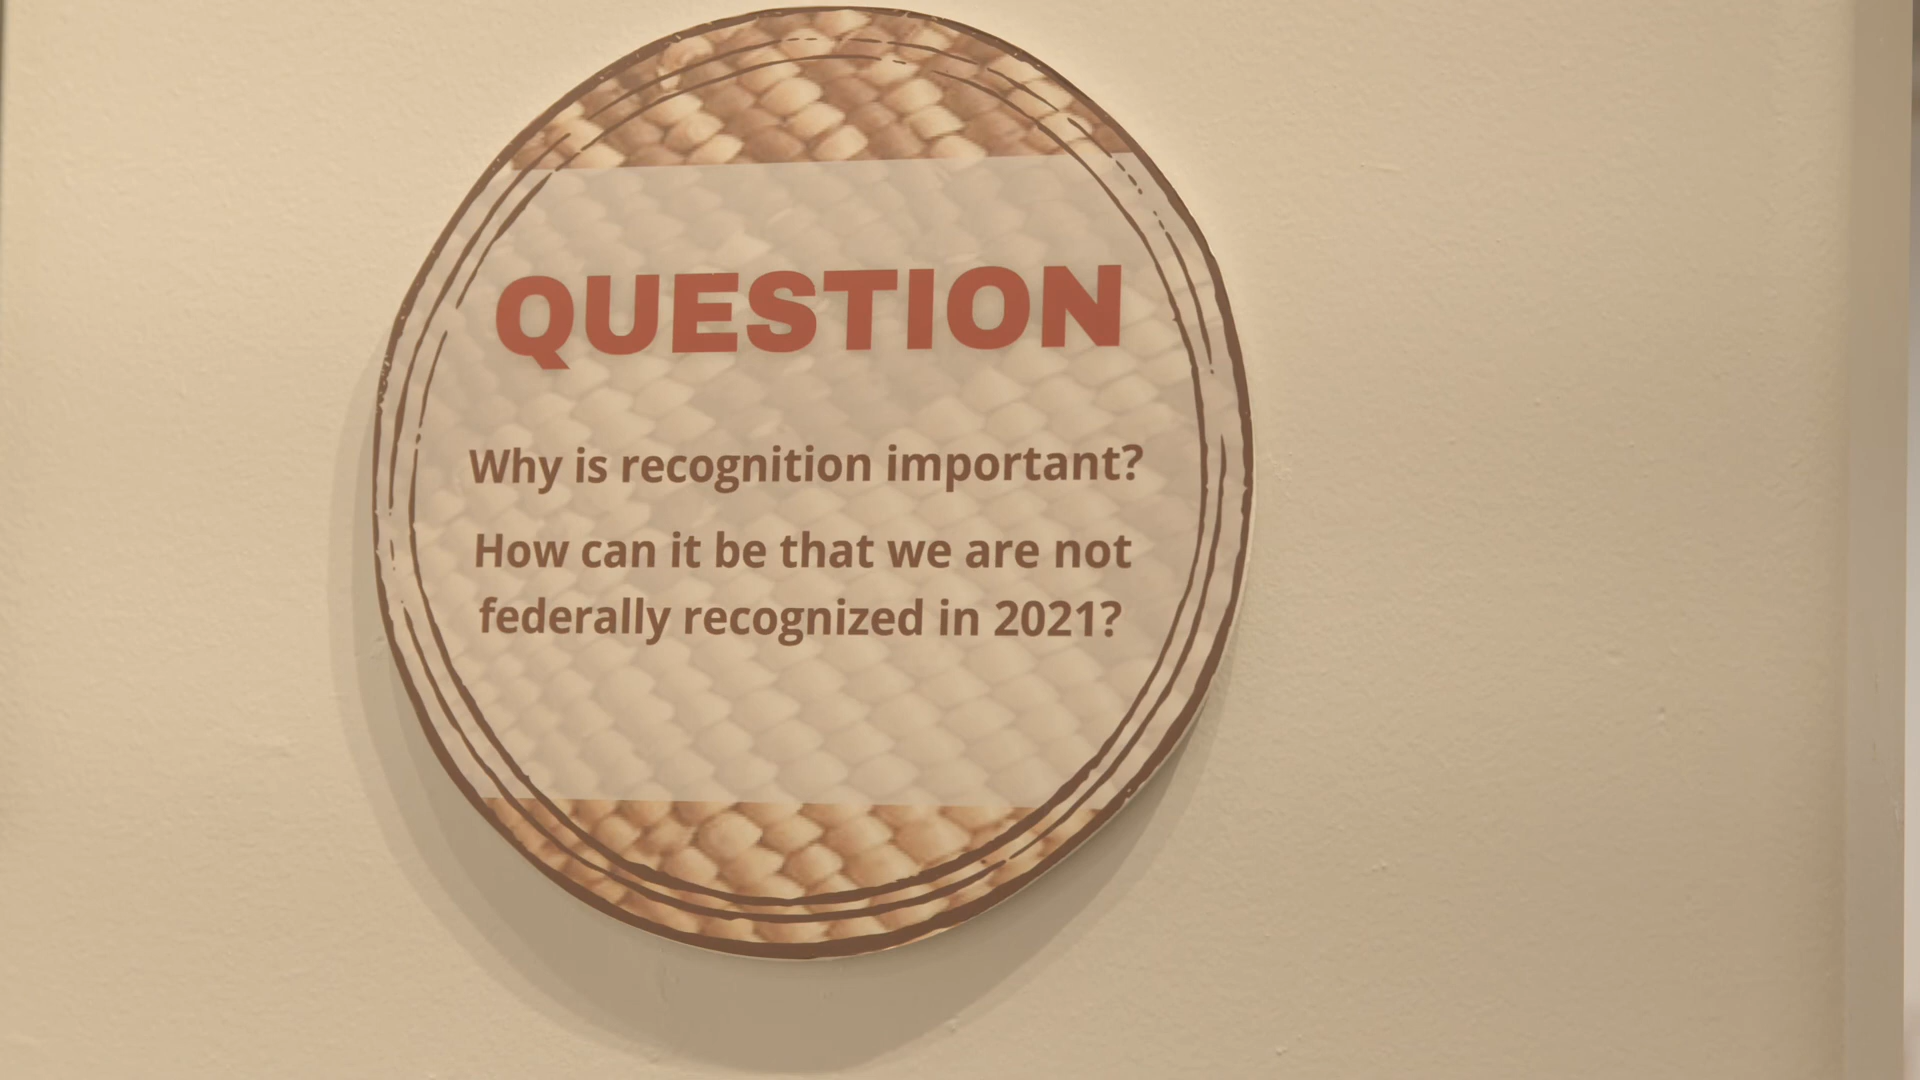 QUESTION
Why is recognition important?
How can it be that we are not
federally recognized in 2021?